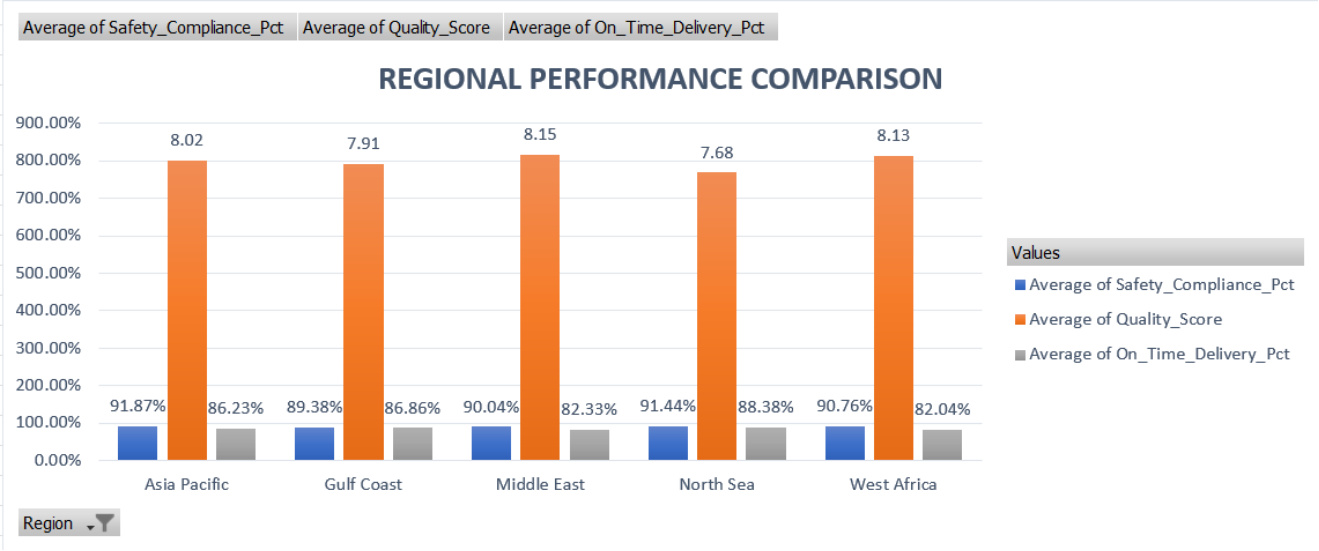 Average of Safety_Compliance_Pct Average of Quality_Score Average of On_Time_Delivery_Pct
REGIONAL PERFORMANCE COMPARISON
900.00%
800.00%
700.00%
600.00%
500.00%
400.00%
300.00%
200.00%
100.00%
0.00%
8.02 7.91 8.15 7.68 8.13
91.87% 86.23% 89.38% 86.86% 90.04% 82.33% 91.44% 88.38% 90.76% 82.04%
Asia Pacific Gulf Coast Middle East North Sea West Africa
Values
Average of Safety_Compliance_Pct
Average of Quality_Score
Average of On_Time_Delivery_Pct
Region